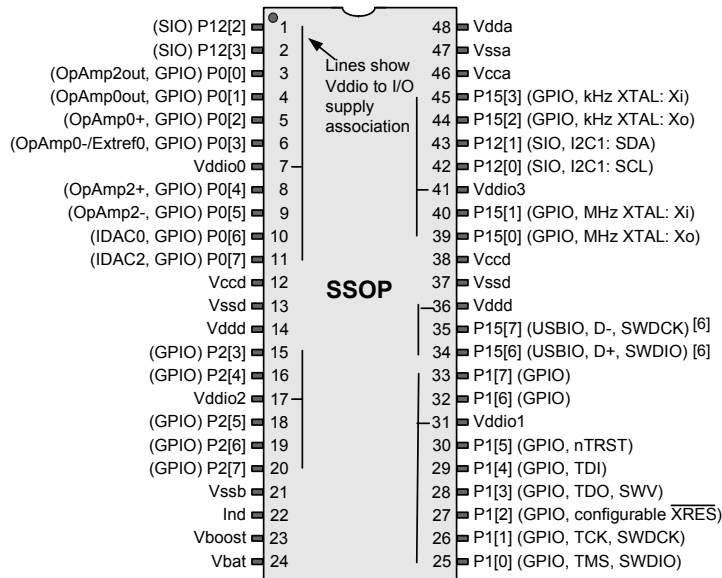 (SIO) P12[2] 1 48 Vdda
(SIO) P12[3] 2 47 Vssa
(OpAmp2out, GPIO) P0[0] 3 46 Vcca
(OpAmp0out, GPIO) P0[1] 4 45 P15[3] (GPIO, kHz XTAL: Xi)
(OpAmp0+, GPIO) P0[2] 5 44 P15[2] (GPIO, kHz XTAL: Xo)
(OpAmp0-/Extref0, GPIO) P0[3] 6 43 P12[1] (SIO, I2C1: SDA)
Vddio0 7 42 P12[0] (SIO, I2C1: SCL)
(OpAmp2+, GPIO) P0[4] 8 41 Vddio3
(OpAmp2-, GPIO) P0[5] 9 40 P15[1] (GPIO, MHz XTAL: Xi)
(IDAC0, GPIO) P0[6] 10 39 P15[0] (GPIO, MHz XTAL: Xo)
(IDAC2, GPIO) P0[7] 11 38 Vccd
Vccd 12 37 Vssd
Vssd 13 36 Vddd
Vddd 14 35 P15[7] (USBIO, D-, SWDCK) [6]
(GPIO) P2[3] 15 34 P15[6] (USBIO, D+, SWDIO) [6]
(GPIO) P2[4] 16 33 P1[7] (GPIO)
Vddio2 17 32 P1[6] (GPIO)
(GPIO) P2[5] 18 31 Vddio1
(GPIO) P2[6] 19 30 P1[5] (GPIO, nTRST)
(GPIO) P2[7] 20 29 P1[4] (GPIO, TDI)
Vssb 21 28 P1[3] (GPIO, TDO, SWV)
Ind 22 27 P1[2] (GPIO, configurable XRES)
Vboost 23 26 P1[1] (GPIO, TCK, SWDCK)
Vbat 24 25 P1[0] (GPIO, TMS, SWDIO)
Lines show
Vddio to I/O
supply
association
SSOP